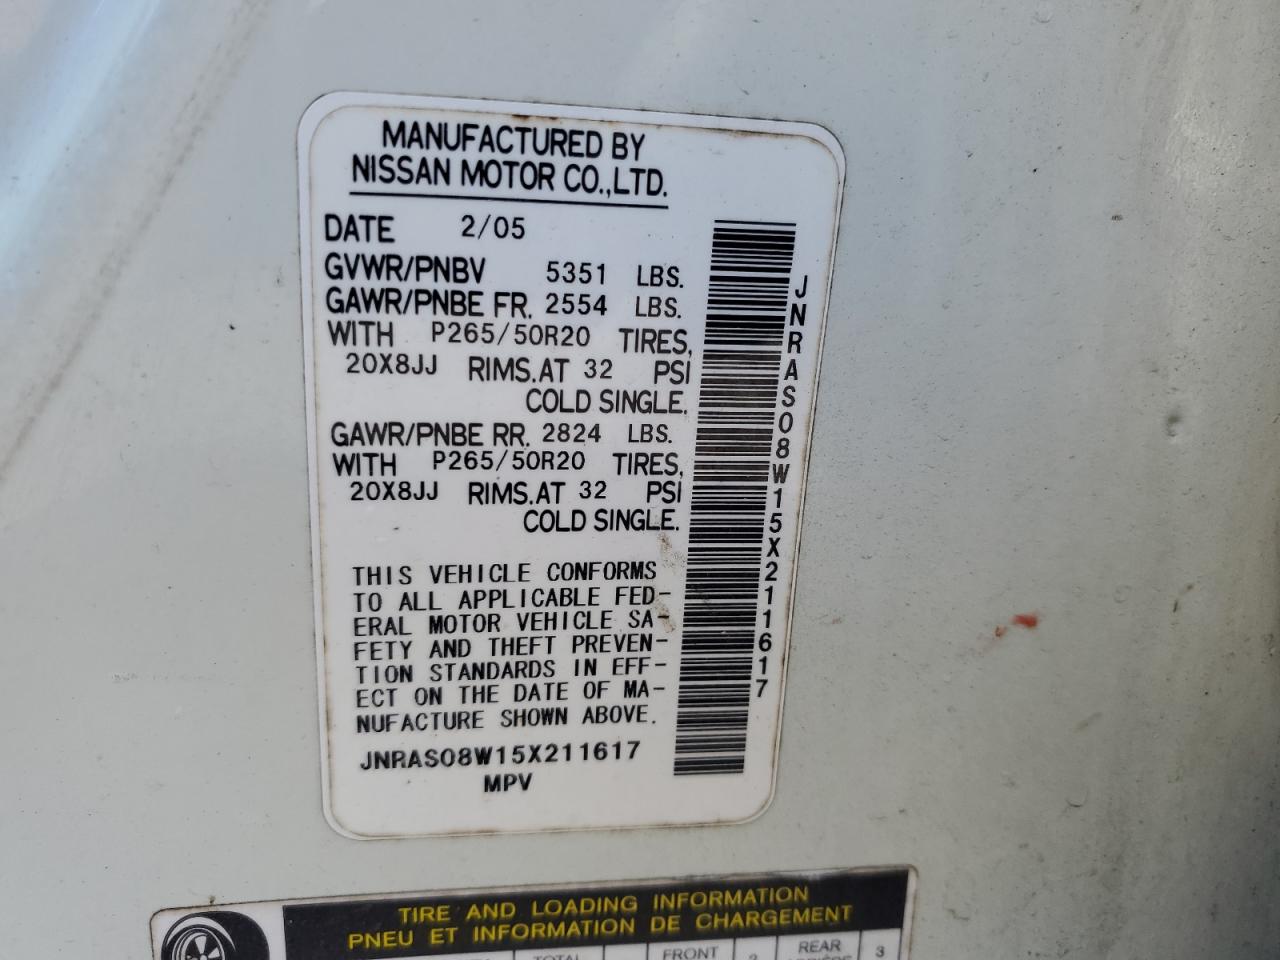 MANUFACTURED BY
NISSAN MOTOR CO.,LTD.
DATE 2/05
GVWR/PNBV 5351 LBS.
GAWR/PNBE FR. 2554 LBS.
WITH P265/50R20 TIRES,
20X8JJ RIMS.AT 32 PSI
COLD SINGLE.
GAWR/PNBE RR. 2824 LBS.
WITH P265/50R20 TIRES,
20X8JJ RIMS.AT 32 PSI
COLD SINGLE.
THIS VEHICLE CONFORMS
TO ALL APPLICABLE FED-
ERAL MOTOR VEHICLE SA-
FETY AND THEFT PREVEN-
TION STANDARDS IN EFF-
ECT ON THE DATE OF MA-
NUFACTURE SHOWN ABOVE.
JNRAS08W15X211617
MPV
JNRAS08W15X211617
TIRE AND LOADING INFORMATION
PNEU ET INFORMATION DE CHARGEMENT
TOTAL FRONT 2 REAR 3